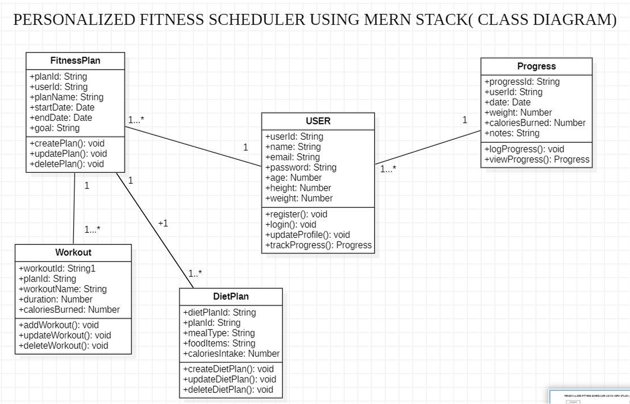 PERSONALIZED FITNESS SCHEDULER USING MERN STACK( CLASS DIAGRAM)
FitnessPlan
+planId: String
+userId: String
+planName: String
+startDate: Date
+endDate: Date
+goal: String
+createPlan(): void
+updatePlan(): void
+deletePlan(): void
1...*
1
USER
+userId: String
+name: String
+email: String
+password: String
+age: Number
+height: Number
+weight: Number
+register(): void
+login(): void
+updateProfile(): void
+trackProgress(): Progress
1
1...*
Progress
+progressId: String
+userId: String
+date: Date
+weight: Number
+caloriesBurned: Number
+notes: String
+logProgress(): void
+viewProgress(): Progress
1
1...*
Workout
+workoutId: String1
+planId: String
+workoutName: String
+duration: Number
+caloriesBurned: Number
+addWorkout(): void
+updateWorkout(): void
+deleteWorkout(): void
1
+1
1..*
DietPlan
+dietPlanId: String
+planId: String
+mealType: String
+foodItems: String
+caloriesIntake: Number
+createDietPlan(): void
+updateDietPlan(): void
+deleteDietPlan(): void